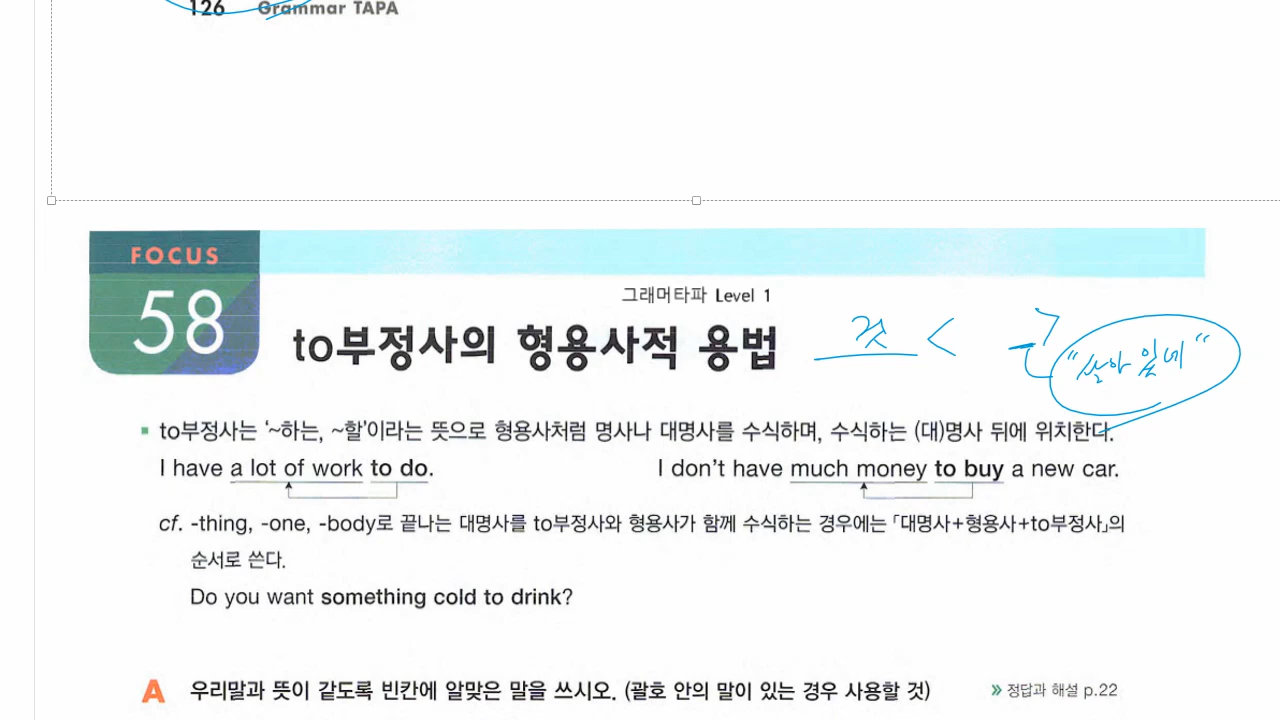 126 Grammar TAPA
FOCUS
58
그래머타파 Level 1
to부정사의 형용사적 용법
것 <
"살아 있네"
to부정사는 '~하는, ~할'이라는 뜻으로 형용사처럼 명사나 대명사를 수식하며, 수식하는 (대)명사 뒤에 위치한다.
I have a lot of work to do. I don't have much money to buy a new car.
cf. -thing, -one, -body로 끝나는 대명사를 to부정사와 형용사가 함께 수식하는 경우에는 「대명사+형용사+to부정사」의
순서로 쓴다.
Do you want something cold to drink?
A 우리말과 뜻이 같도록 빈칸에 알맞은 말을 쓰시오. (괄호 안의 말이 있는 경우 사용할 것) » 정답과 해설 p.22